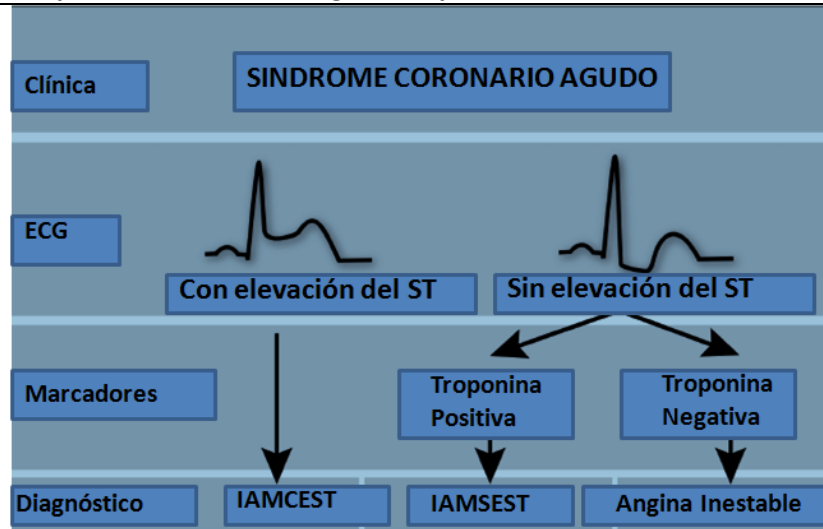 Clínica
SINDROME CORONARIO AGUDO
ECG
Con elevación del ST
Sin elevación del ST
Marcadores
Troponina
Positiva
Troponina
Negativa
Diagnóstico
IAMCEST
IAMSEST
Angina Inestable